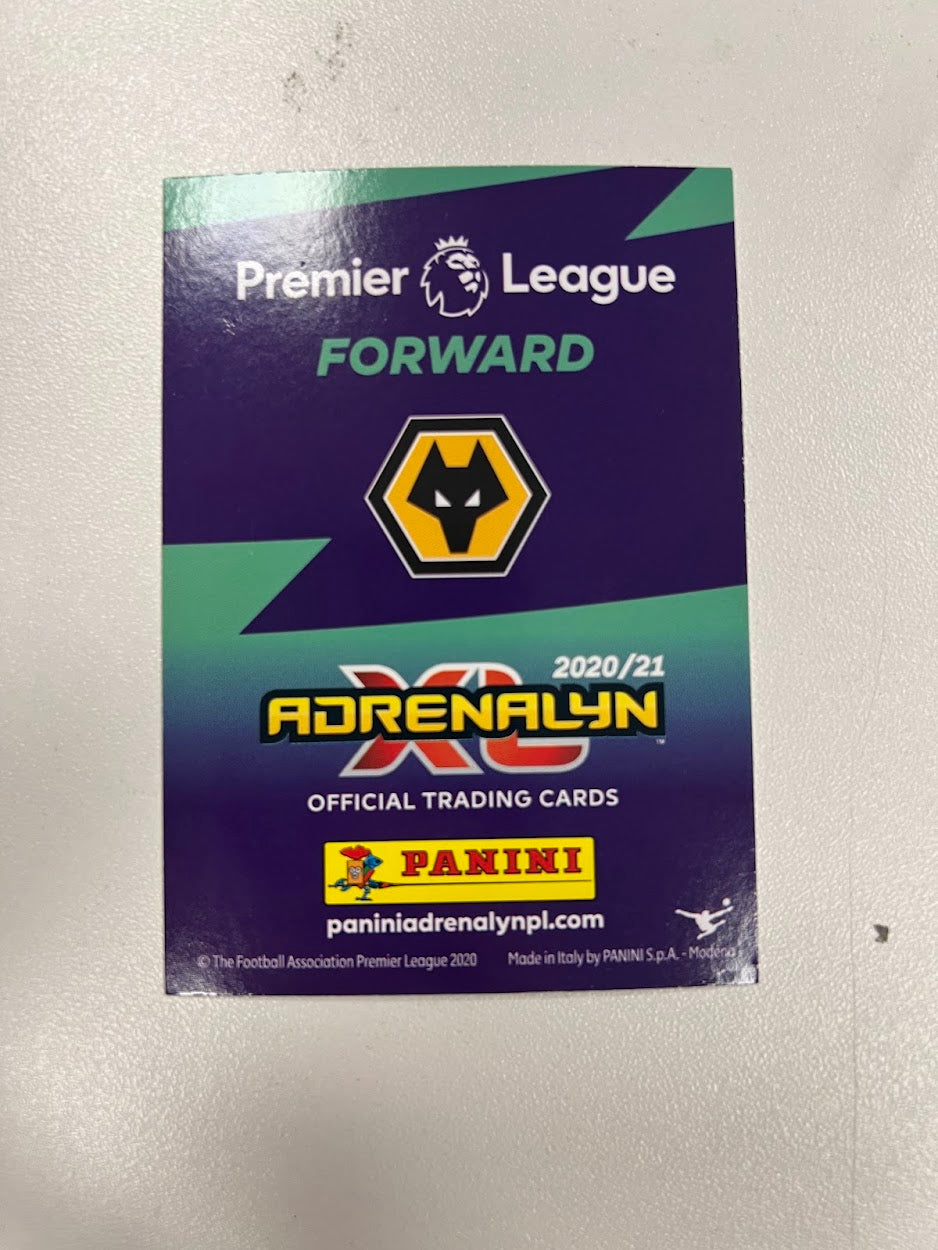 Premier League
FORWARD
2020/21
ADRENALYN XL™
OFFICIAL TRADING CARDS
PANINI
paniniadrenalynpl.com
© The Football Association Premier League 2020 Made in Italy by PANINI S.p.A. - Modena